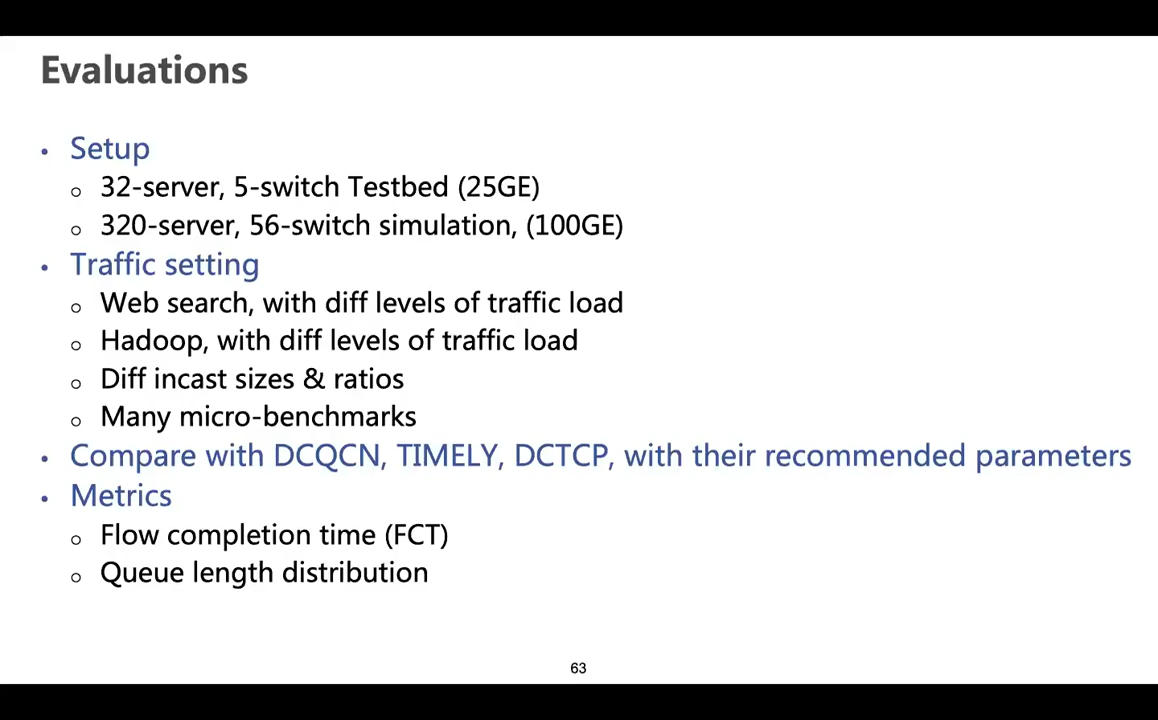 Evaluations
• Setup
o 32-server, 5-switch Testbed (25GE)
o 320-server, 56-switch simulation, (100GE)
• Traffic setting
o Web search, with diff levels of traffic load
o Hadoop, with diff levels of traffic load
o Diff incast sizes & ratios
o Many micro-benchmarks
• Compare with DCQCN, TIMELY, DCTCP, with their recommended parameters
• Metrics
o Flow completion time (FCT)
o Queue length distribution
63